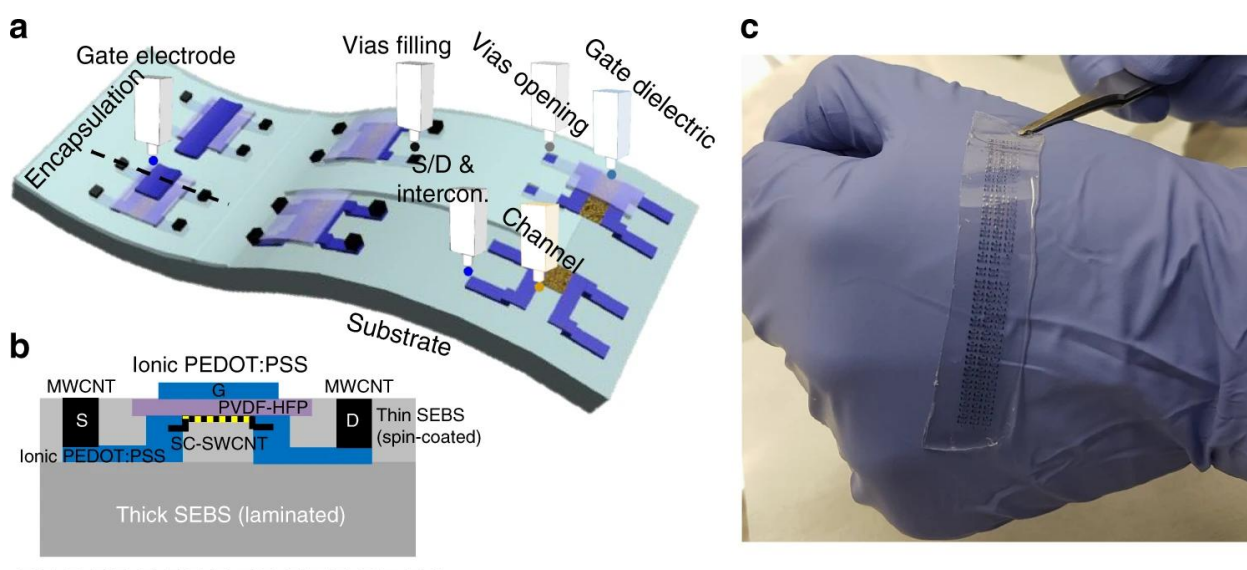 a
Gate electrode
Encapsulation
Vias filling
Vias opening
Gate dielectric
S/D &
intercon.
Channel
Substrate
b
Ionic PEDOT:PSS
MWCNT
MWCNT
G
PVDF-HFP
S
D
Thin SEBS
(spin-coated)
SC-SWCNT
Ionic PEDOT:PSS
Thick SEBS (laminated)
c